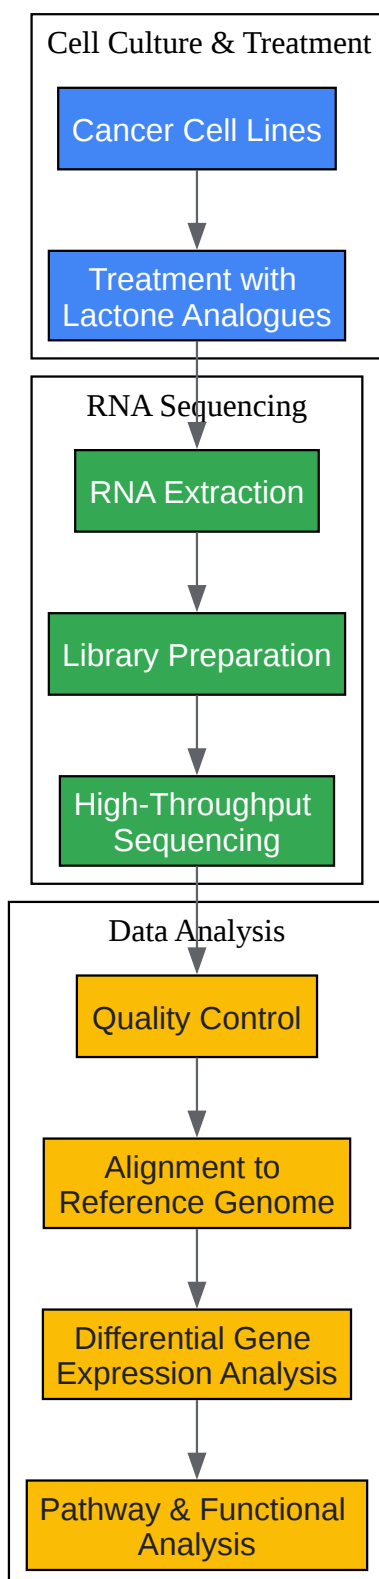 Cell Culture & Treatment
Cancer Cell Lines
Treatment with
Lactone Analogues
RNA Sequencing
RNA Extraction
Library Preparation
High-Throughput
Sequencing
Data Analysis
Quality Control
Alignment to
Reference Genome
Differential Gene
Expression Analysis
Pathway & Functional
Analysis